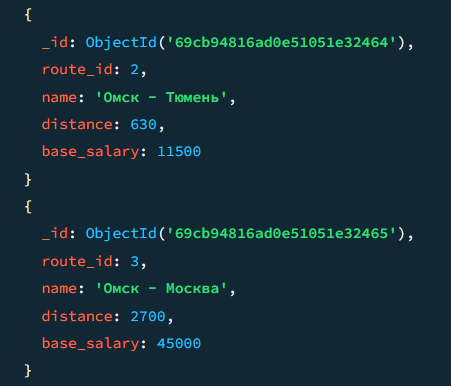 {
_id: ObjectId('69cb94816ad0e51051e32464'),
route_id: 2,
name: 'Омск - Тюмень',
distance: 630,
base_salary: 11500
}
{
_id: ObjectId('69cb94816ad0e51051e32465'),
route_id: 3,
name: 'Омск - Москва',
distance: 2700,
base_salary: 45000
}